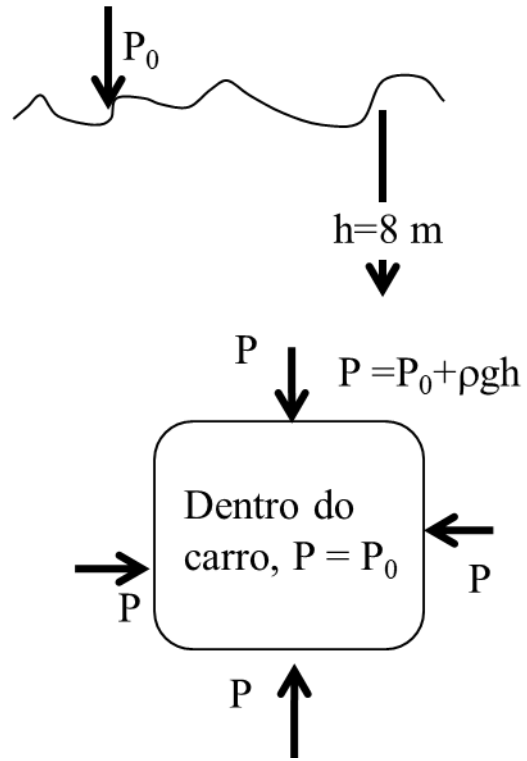 P₀
h=8 m
P
P =P₀+ρgh
Dentro do
carro, P = P₀
P
P
P